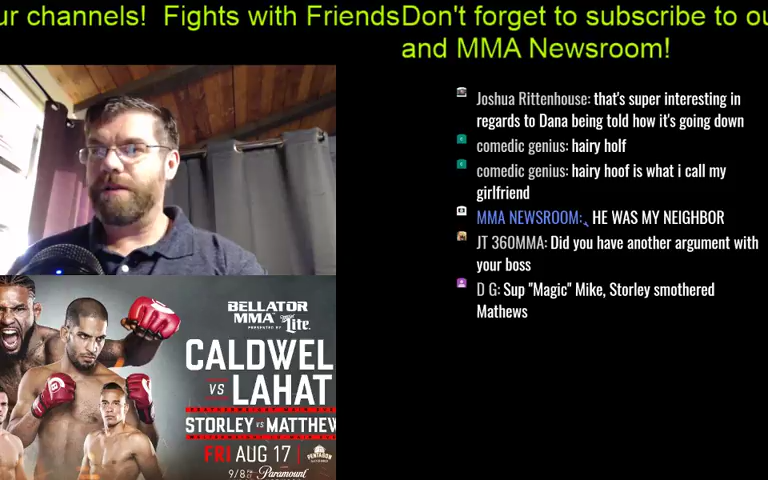 ur channels!  Fights with FriendsDon't forget to subscribe to ou
and MMA Newsroom!
Joshua Rittenhouse: that's super interesting in
regards to Dana being told how it's going down
comedic genius: hairy holf
comedic genius: hairy hoof is what i call my
girlfriend
MMA NEWSROOM: HE WAS MY NEIGHBOR
JT 360MMA: Did you have another argument with
your boss
D G: Sup "Magic" Mike, Storley smothered
Mathews
BELLATOR
MMA PRESENTED BY Miller Lite
CALDWEL
VS LAHAT
STORLEY VS MATTHEW
FRI AUG 17
9/8 Paramount